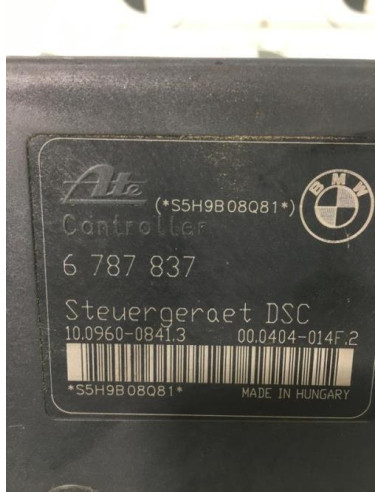 Ate
(*S5H9B08Q81*)
BMW
Controller
6 787 837
Steuergeraet DSC
10.0960-0841.3
00.0404-014F.2
*S5H9B08Q81*
MADE IN HUNGARY